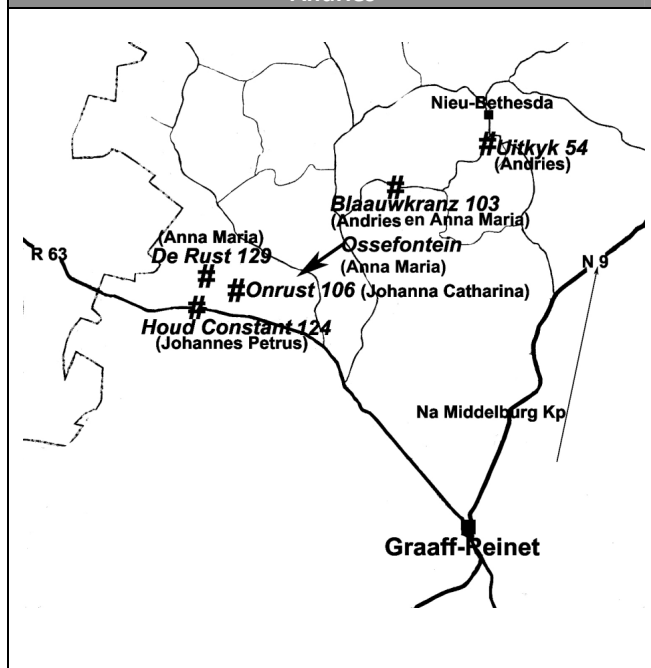 Nieu-Bethesda
# Uitkyk 54
(Andries)
#
Blaauwkranz 103
(Andries en Anna Maria)
Ossefontein
(Anna Maria)
(Anna Maria)
De Rust 129
#
R 63
N 9
# Onrust 106 (Johanna Catharina)
#
Houd Constant 124
(Johannes Petrus)
Na Middelburg Kp
Graaff-Reinet